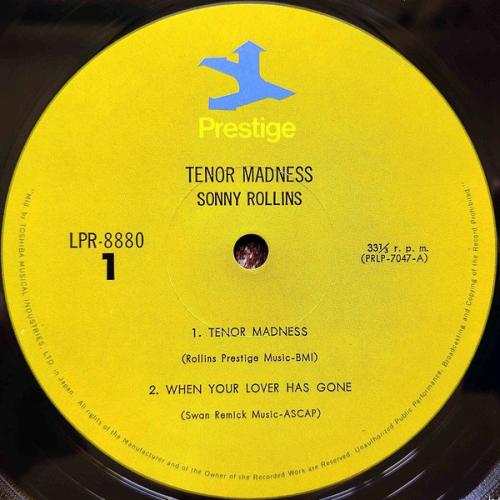 Prestige
TENOR MADNESS
SONNY ROLLINS
LPR-8880
1
33⅓ r. p. m.
(PRLP-7047-A)
1. TENOR MADNESS
(Rollins Prestige Music-BMI)
2. WHEN YOUR LOVER HAS GONE
(Swan Remick Music-ASCAP)
"Mfd. by TOSHIBA MUSICAL INDUSTRIES, LTD. in Japan. All rights of the Manufacturer and of the Owner of the Recorded Work are Reserved. Unauthorized Public Performance, Broadcasting and Copying of the Record Prohibited."